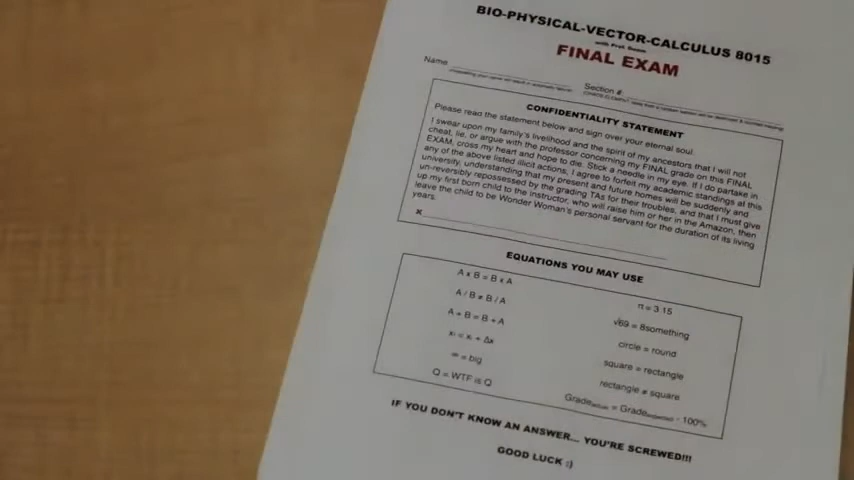 BIO-PHYSICAL-VECTOR-CALCULUS 8015
with Prof.
FINAL EXAM
Name
Section #:
CONFIDENTIALITY STATEMENT
Please read the statement below and sign over your eternal soul.
I swear upon my family's livelihood and the spirit of my ancestors that I will not
cheat, lie, or argue with the professor concerning my FINAL grade on this FINAL
EXAM, cross my heart and hope to die. Stick a needle in my eye. If I do partake in
any of the above listed illicit actions, I agree to forfeit my academic standings at this
university, understanding that my present and future homes will be suddenly and
un-reversibly repossessed by the grading TAs for their troubles, and that I must give
up my first born child to the instructor, who will raise him or her in the Amazon, then
leave the child to be Wonder Woman's personal servant for the duration of its living
years.
x
EQUATIONS YOU MAY USE
A x B = B x A
A / B ≠ B / A
A + B = B + A
∞ = big
Q = WTF is Q
π = 3.15
√69 = 8something
circle = round
square = rectangle
rectangle ≠ square
Grade = Grade - 100%
IF YOU DON'T KNOW AN ANSWER... YOU'RE SCREWED!!!
GOOD LUCK :)